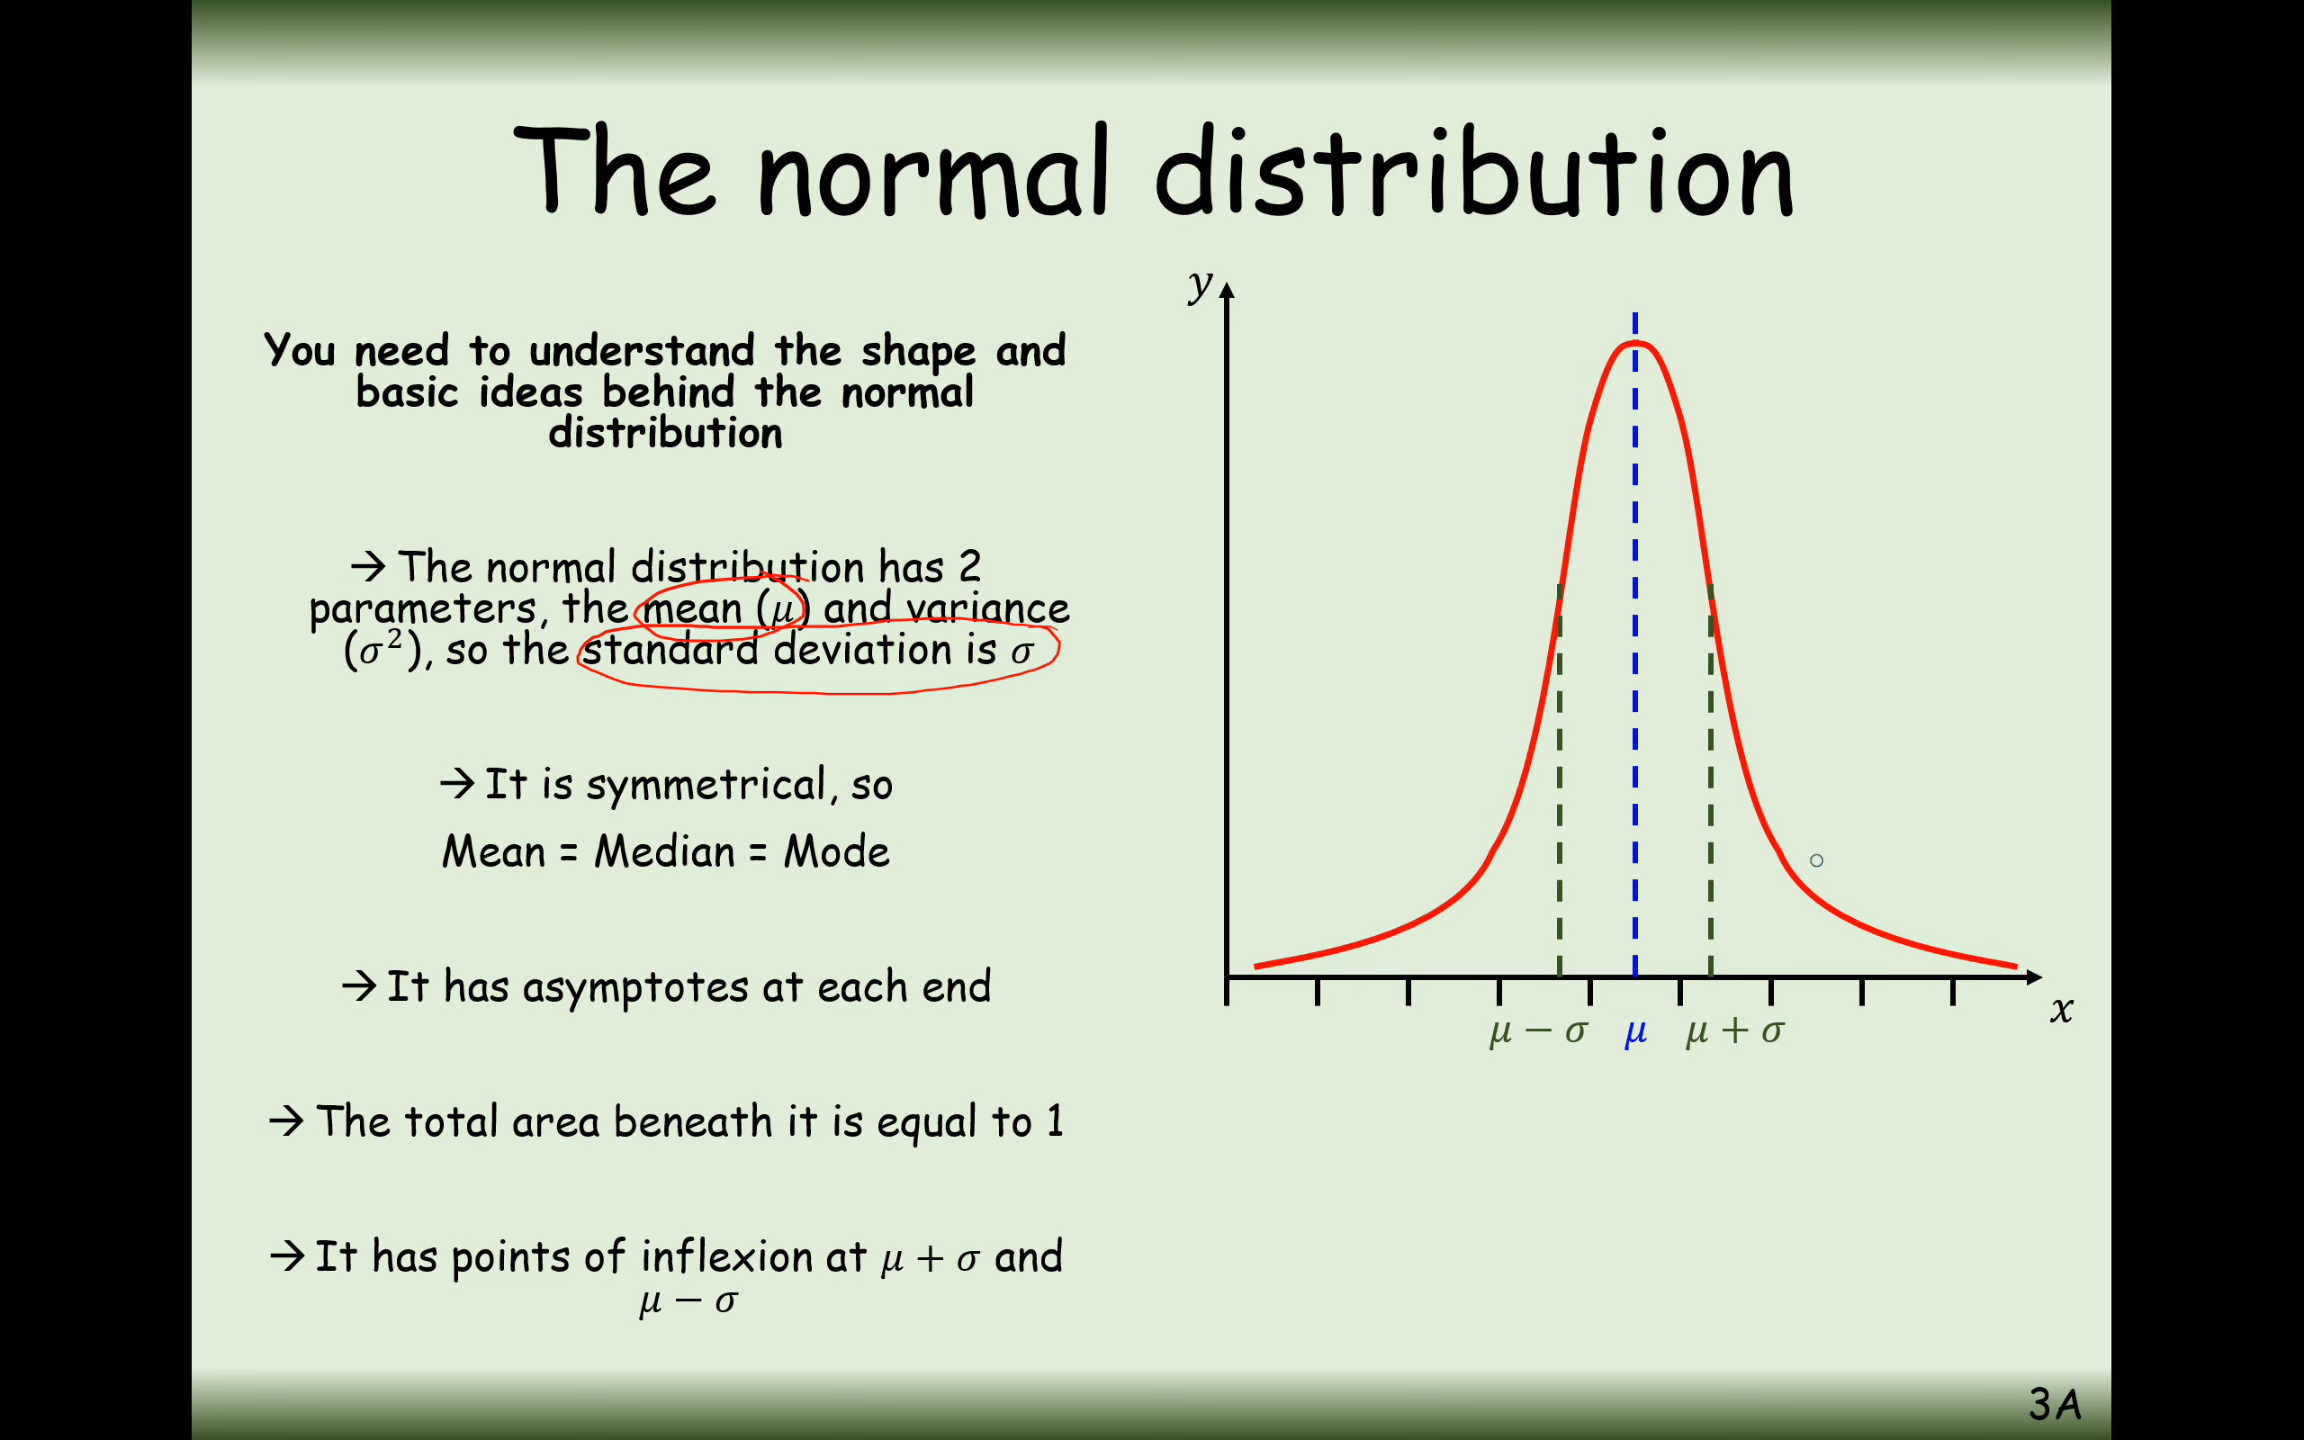 The normal distribution
You need to understand the shape and
basic ideas behind the normal
distribution
→ The normal distribution has 2
parameters, the mean (μ) and variance
(σ²), so the standard deviation is σ
→ It is symmetrical, so
Mean = Median = Mode
→ It has asymptotes at each end
→ The total area beneath it is equal to 1
→ It has points of inflexion at μ + σ and
μ − σ
y
x
μ − σ μ μ + σ
3A